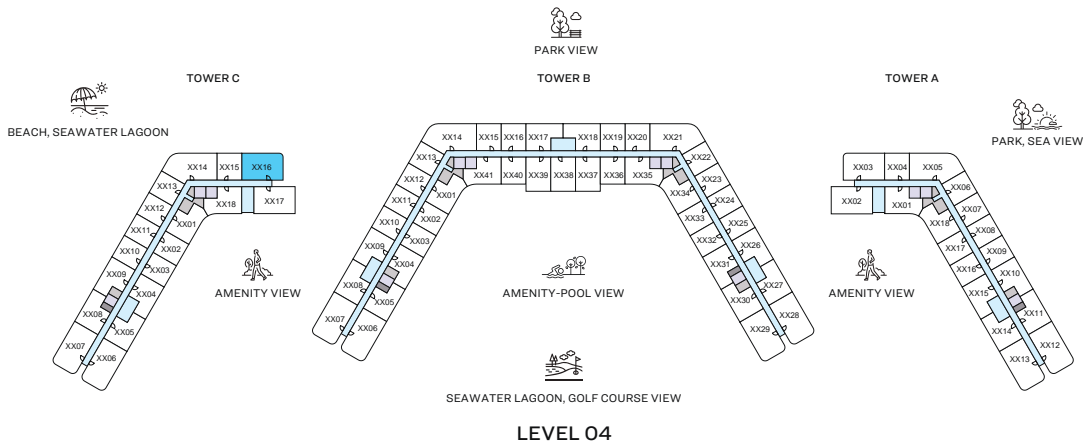 PARK VIEW
TOWER C
TOWER B
TOWER A
BEACH, SEAWATER LAGOON
PARK, SEA VIEW
XX14
XX15
XX16
XX13
XX12
XX11
XX10
XX09
XX08
XX07
XX06
XX05
XX04
XX03
XX02
XX01
XX18
XX17
XX14
XX15
XX16
XX17
XX18
XX19
XX20
XX21
XX13
XX12
XX11
XX10
XX09
XX08
XX07
XX06
XX05
XX04
XX03
XX02
XX01
XX41
XX40
XX39
XX38
XX37
XX36
XX35
XX34
XX33
XX32
XX31
XX30
XX29
XX28
XX27
XX26
XX25
XX24
XX23
XX22
XX03
XX04
XX05
XX06
XX07
XX08
XX09
XX10
XX11
XX12
XX13
XX14
XX15
XX16
XX17
XX18
XX01
XX02
AMENITY VIEW
AMENITY-POOL VIEW
AMENITY VIEW
SEAWATER LAGOON, GOLF COURSE VIEW
LEVEL 04